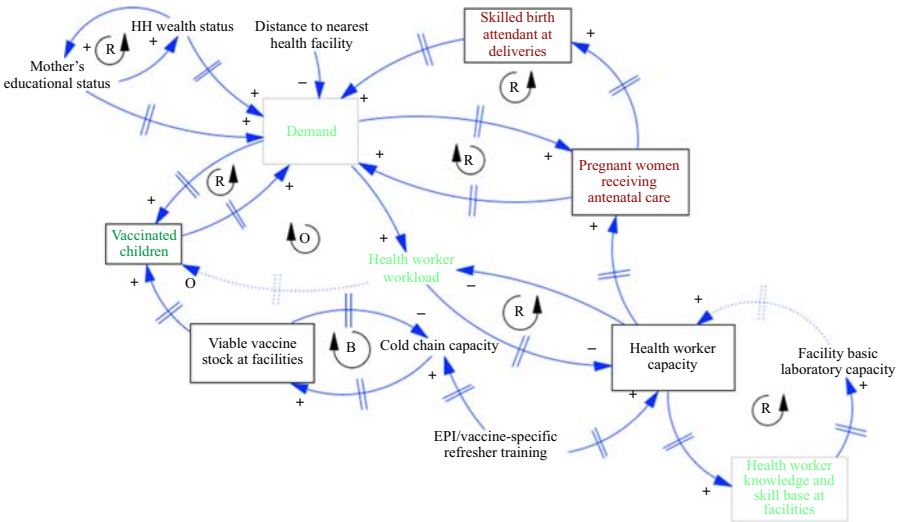 HH wealth status
+
+
R
Mother's
educational status
Distance to nearest
health facility
Skilled birth
attendant at
deliveries
+
R
−
+
+
+
Demand
+
+
R
Pregnant women
receiving
antenatal care
+
R
+
+
Vaccinated
children
+
O
O
+
Health worker
workload
−
+
R
+
Viable vaccine
stock at facilities
B
−
Cold chain capacity
+
+
−
Health worker
capacity
+
Facility basic
laboratory capacity
+
R
EPI/vaccine-specific
refresher training
+
Health worker
knowledge and
skill base at
facilities